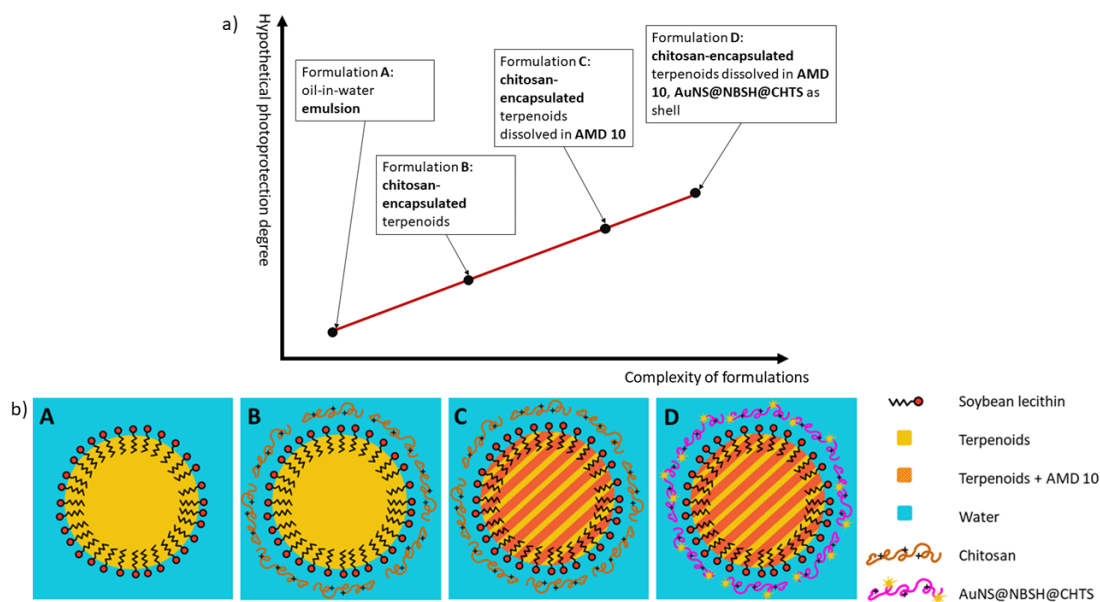 a)
Hypothetical photoprotection degree
Formulation A:
oil-in-water
emulsion
Formulation B:
chitosan-
encapsulated
terpenoids
Formulation C:
chitosan-
encapsulated
terpenoids
dissolved in AMD 10
Formulation D:
chitosan-encapsulated
terpenoids dissolved in AMD
10, AuNS@NBSH@CHTS as
shell
Complexity of formulations
b)
A
B
C
D
Soybean lecithin
Terpenoids
Terpenoids + AMD 10
Water
Chitosan
AuNS@NBSH@CHTS